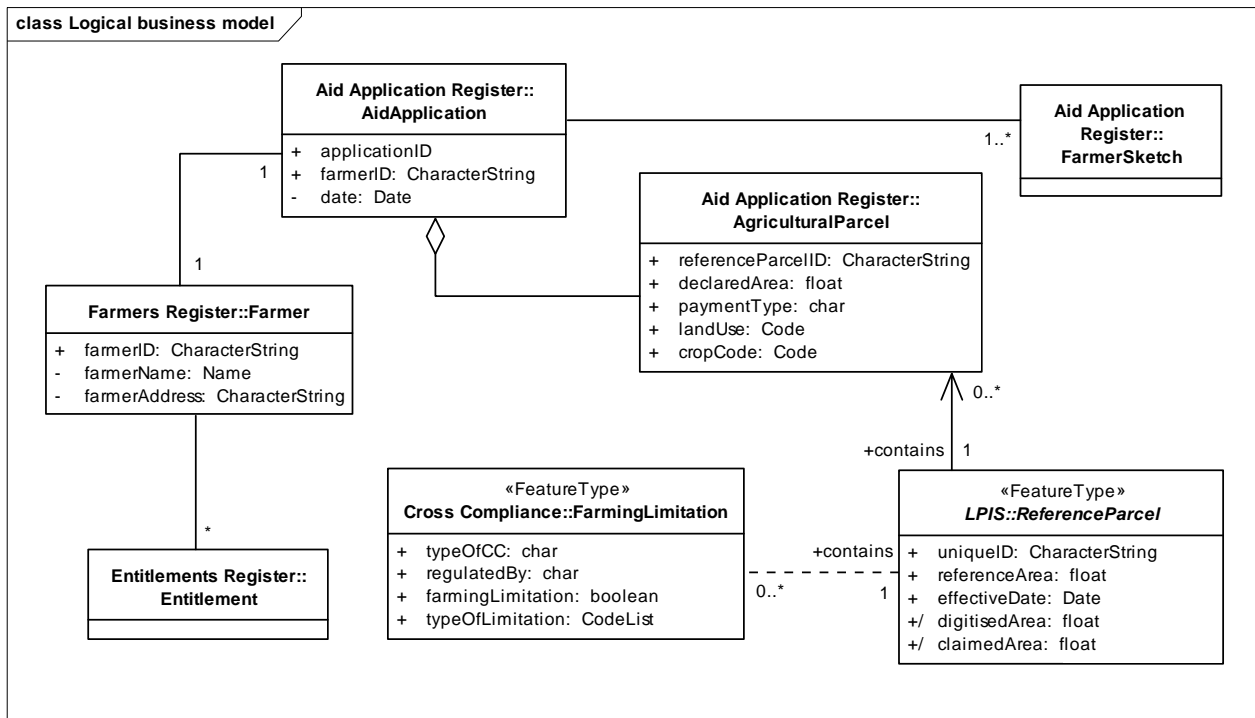 class Logical business model
Aid Application Register::
AidApplication
+ applicationID
+ farmerID: CharacterString
- date: Date
Aid Application
Register::
FarmerSketch
1..*
1
1
Aid Application Register::
AgriculturalParcel
+ referenceParcelID: CharacterString
+ declaredArea: float
+ paymentType: char
+ landUse: Code
+ cropCode: Code
Farmers Register::Farmer
+ farmerID: CharacterString
- farmerName: Name
- farmerAddress: CharacterString
0..*
+contains 1
*
Entitlements Register::
Entitlement
«FeatureType»
Cross Compliance::FarmingLimitation
+ typeOfCC: char
+ regulatedBy: char
+ farmingLimitation: boolean
+ typeOfLimitation: CodeList
+contains
0..*
1
«FeatureType»
LPIS::ReferenceParcel
+ uniqueID: CharacterString
+ referenceArea: float
+ effectiveDate: Date
+/ digitisedArea: float
+/ claimedArea: float